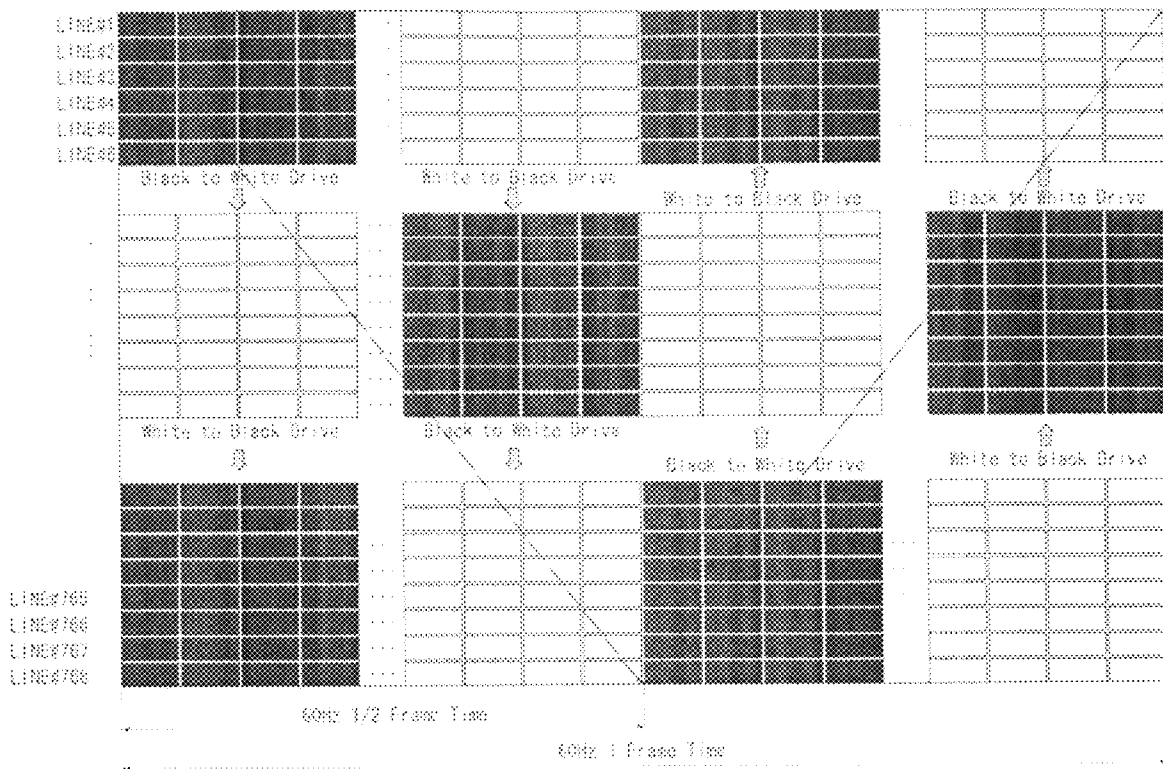 LINE#1
LINE#2
LINE#3
LINE#4
LINE#5
LINE#6
Black to White Drive
White to Black Drive
White to Black Drive
Black to White Drive
White to Black Drive
Black to White Drive
Black to White Drive
White to Black Drive
LINE#765
LINE#766
LINE#767
LINE#768
60Hz 1/2 Frame Time
60Hz 1 Frame Time